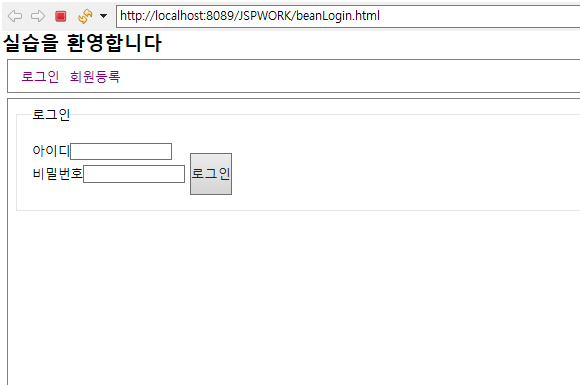 http://localhost:8089/JSPWORK/beanLogin.html
실습을 환영합니다
로그인 회원등록
로그인
아이디
비밀번호 로그인